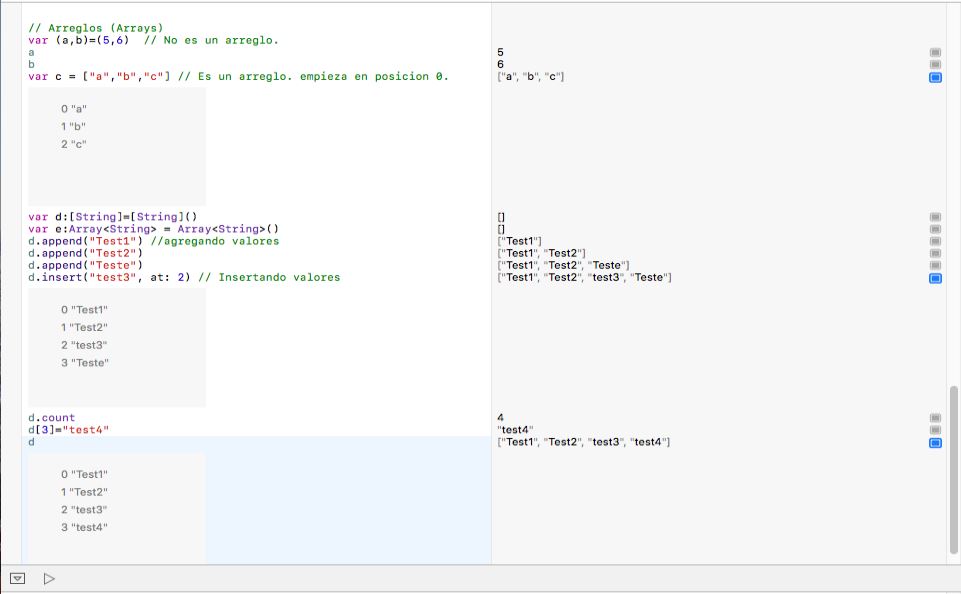 // Arreglos (Arrays)
var (a,b)=(5,6)  // No es un arreglo.
a 5
b 6
var c = ["a","b","c"] // Es un arreglo. empieza en posicion 0. ["a", "b", "c"]
0 "a"
1 "b"
2 "c"
var d:[String]=[String]() []
var e:Array<String> = Array<String>() []
d.append("Test1") //agregando valores ["Test1"]
d.append("Test2") ["Test1", "Test2"]
d.append("Teste") ["Test1", "Test2", "Teste"]
d.insert("test3", at: 2) // Insertando valores ["Test1", "Test2", "test3", "Teste"]
0 "Test1"
1 "Test2"
2 "test3"
3 "Teste"
d.count 4
d[3]="test4" "test4"
d ["Test1", "Test2", "test3", "test4"]
0 "Test1"
1 "Test2"
2 "test3"
3 "test4"